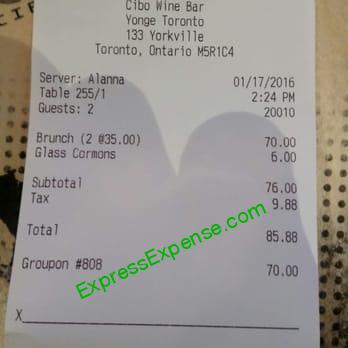 Cibo Wine Bar
Yonge Toronto
133 Yorkville
Toronto, Ontario M5R1C4
Server: Alanna 01/17/2016
Table 255/1 2:24 PM
Guests: 2 20010
Brunch (2 @35.00) 70.00
Glass Cormons 6.00
Subtotal 76.00
Tax 9.88
Total 85.88
Groupon #808 70.00
ExpressExpense.com
X